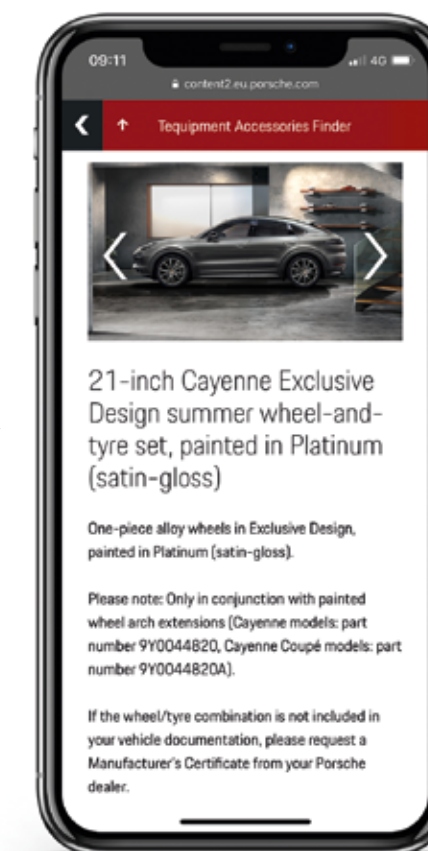 09:11
4G
content2.eu.porsche.com
Tequipment Accessories Finder
21-inch Cayenne Exclusive
Design summer wheel-and-
tyre set, painted in Platinum
(satin-gloss)
One-piece alloy wheels in Exclusive Design,
painted in Platinum (satin-gloss).
Please note: Only in conjunction with painted
wheel arch extensions (Cayenne models: part
number 9Y0044820, Cayenne Coupé models: part
number 9Y0044820A).
If the wheel/tyre combination is not included in
your vehicle documentation, please request a
Manufacturer's Certificate from your Porsche
dealer.